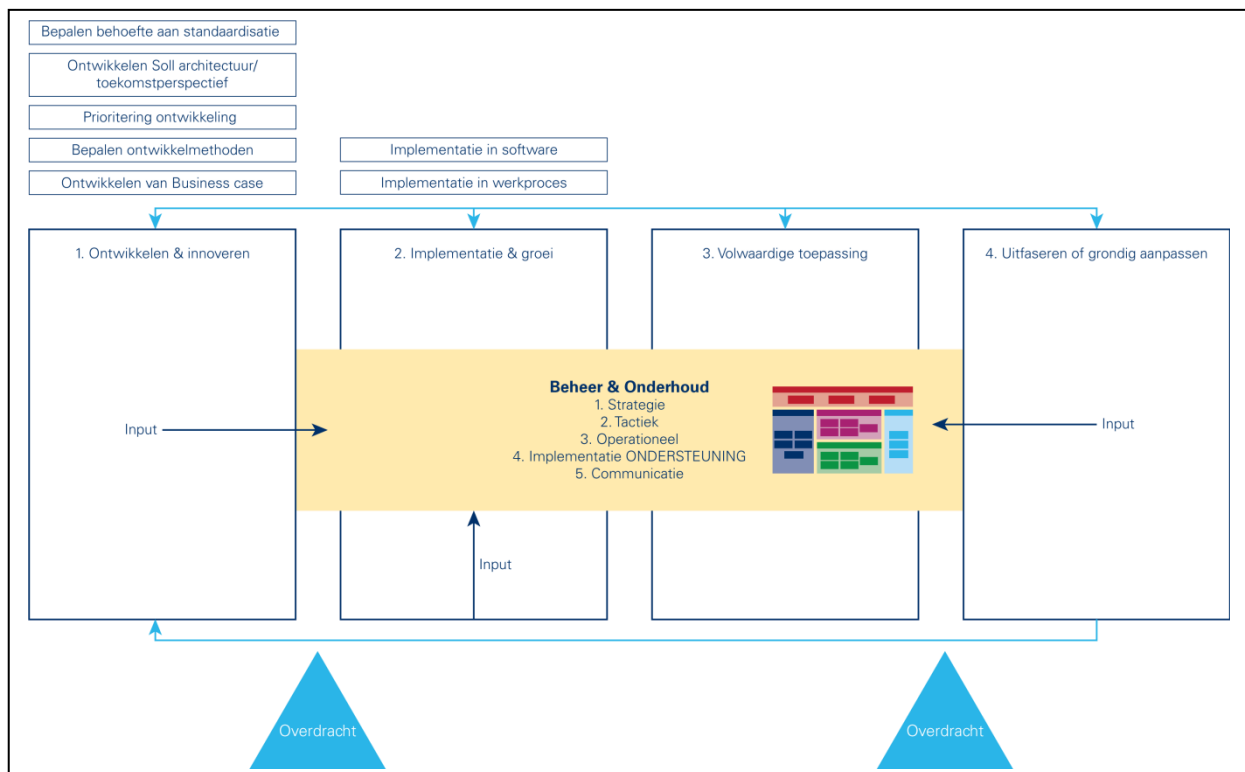 Bepalen behoefte aan standaardisatie
Ontwikkelen Soll architectuur/
toekomstperspectief
Prioritering ontwikkeling
Bepalen ontwikkelmethoden
Ontwikkelen van Business case
Implementatie in software
Implementatie in werkproces
1. Ontwikkelen & innoveren
2. Implementatie & groei
3. Volwaardige toepassing
4. Uitfaseren of grondig aanpassen
Beheer & Onderhoud
1. Strategie
2. Tactiek
3. Operationeel
4. Implementatie ONDERSTEUNING
5. Communicatie
Input
Input
Input
Overdracht
Overdracht